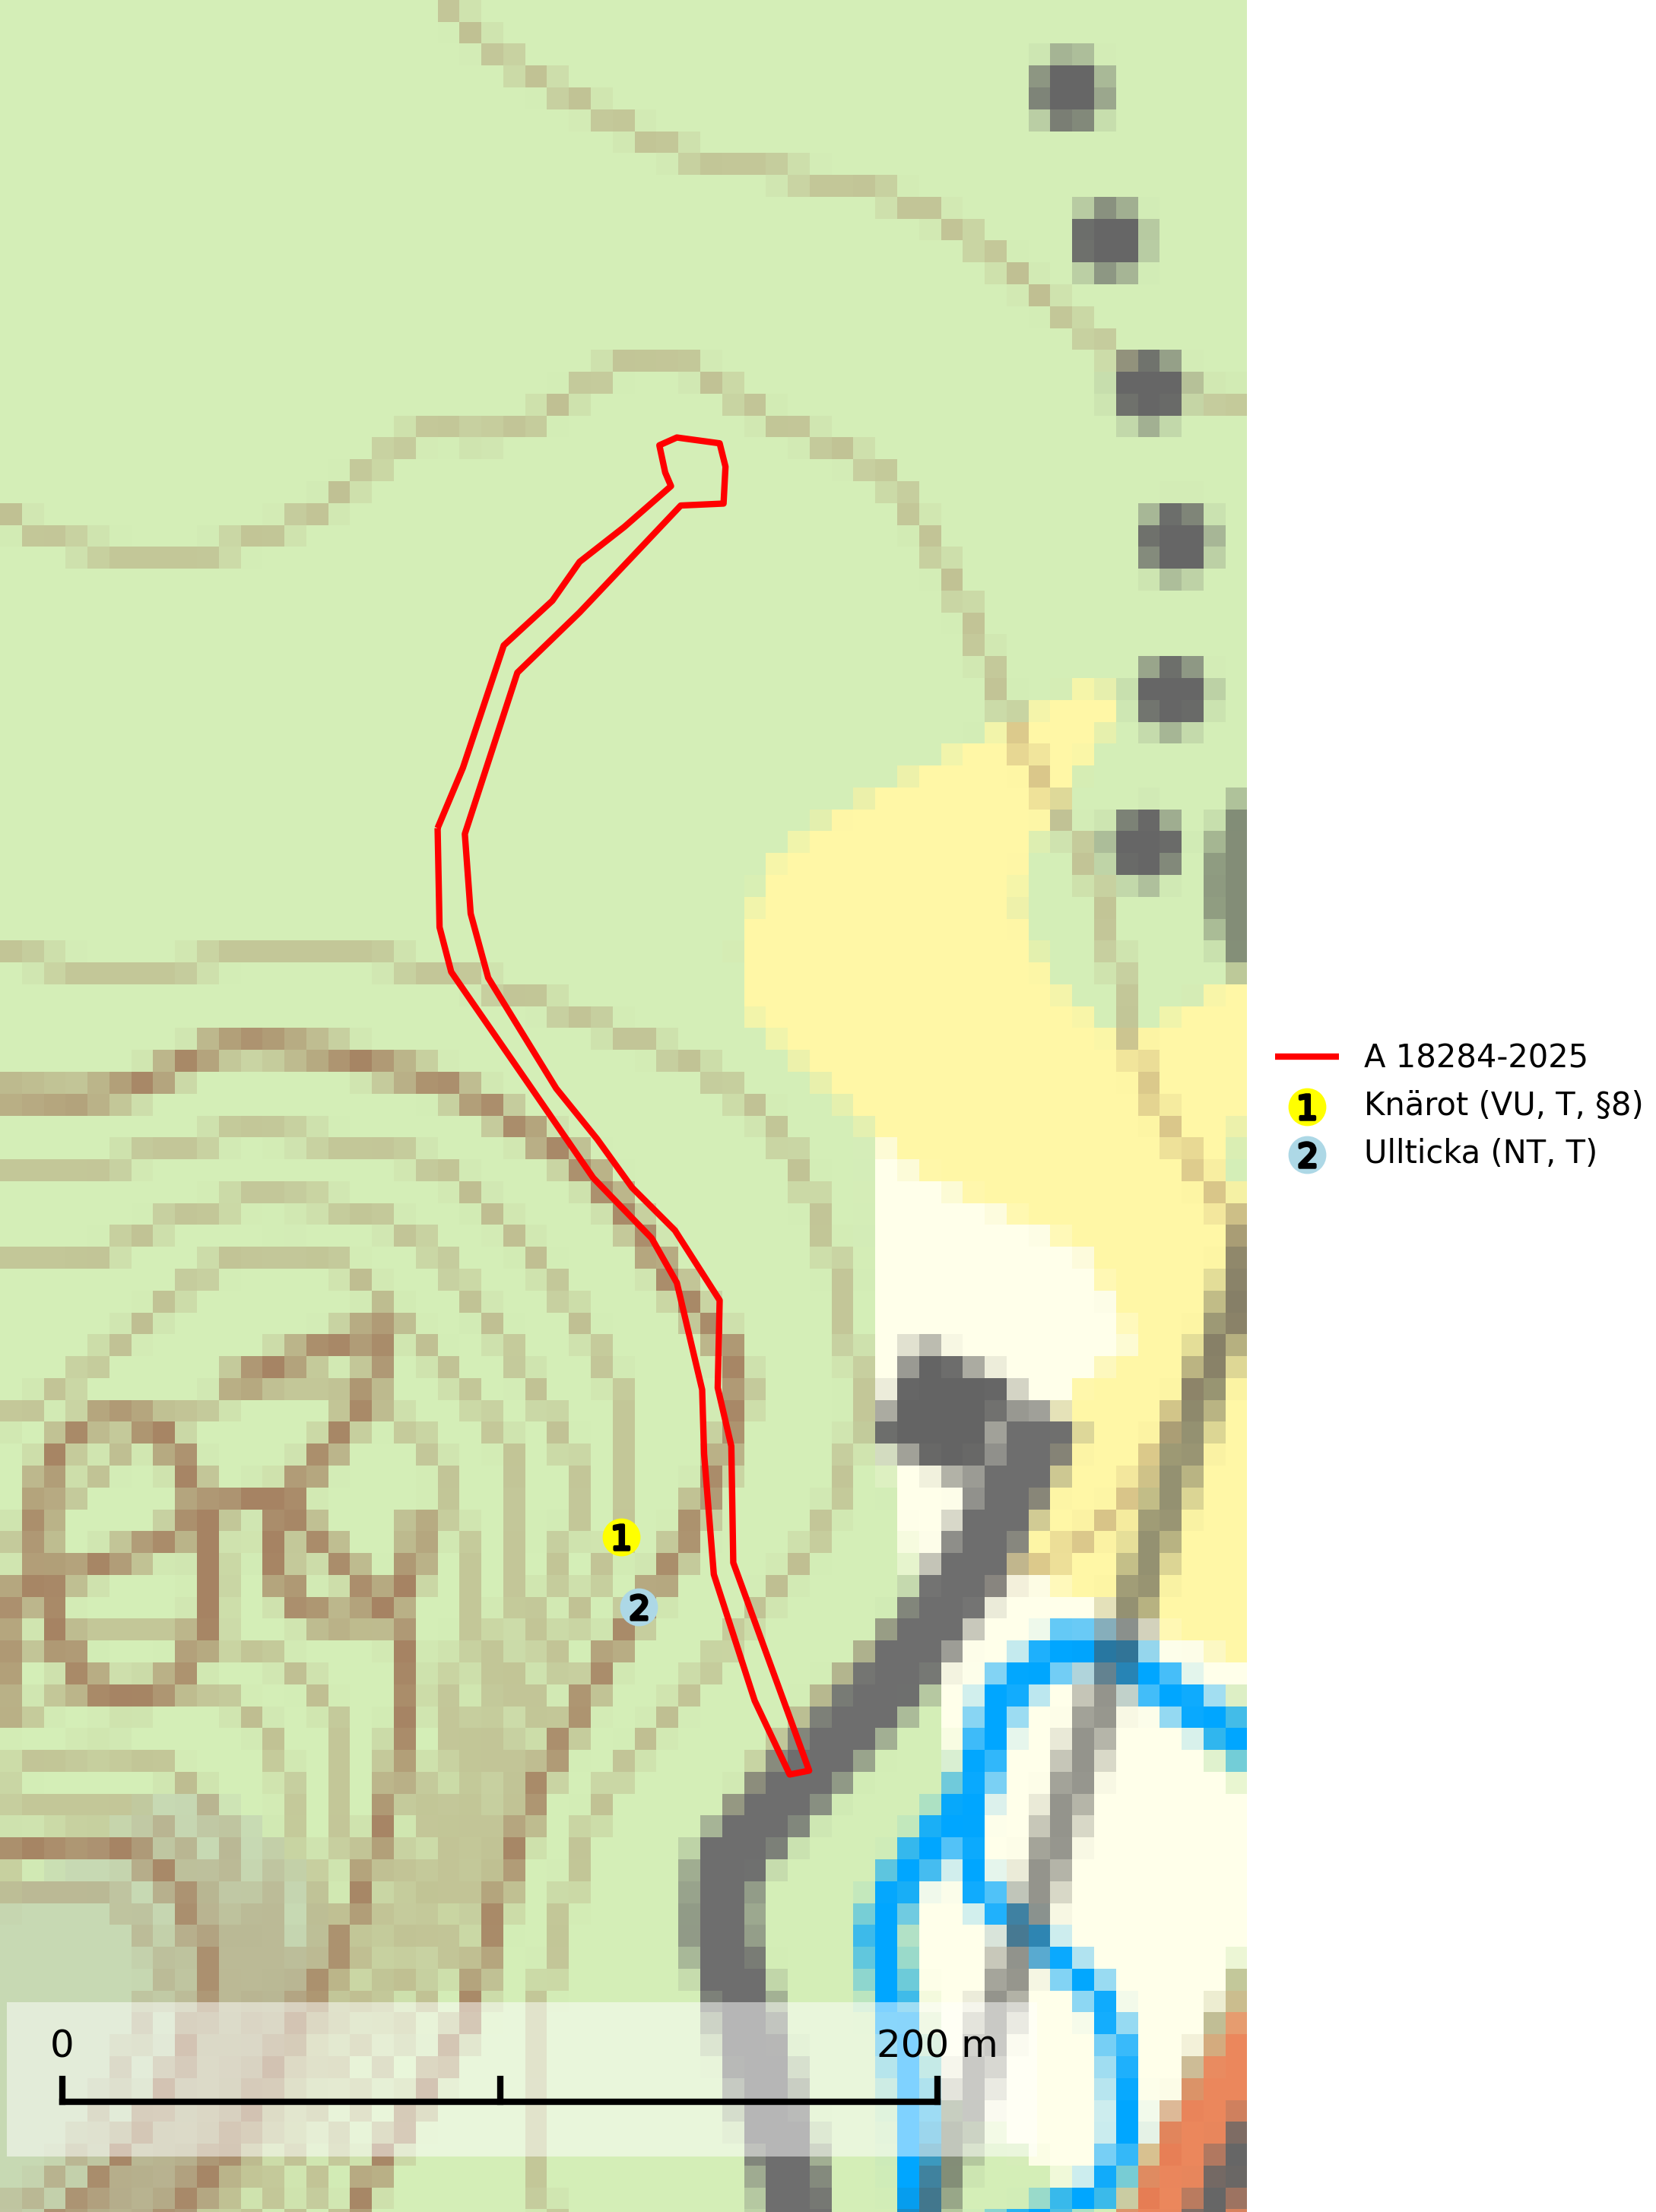 A 18284-2025
1 Knärot (VU, T, §8)
2 Ullticka (NT, T)
1
2
0 200 m